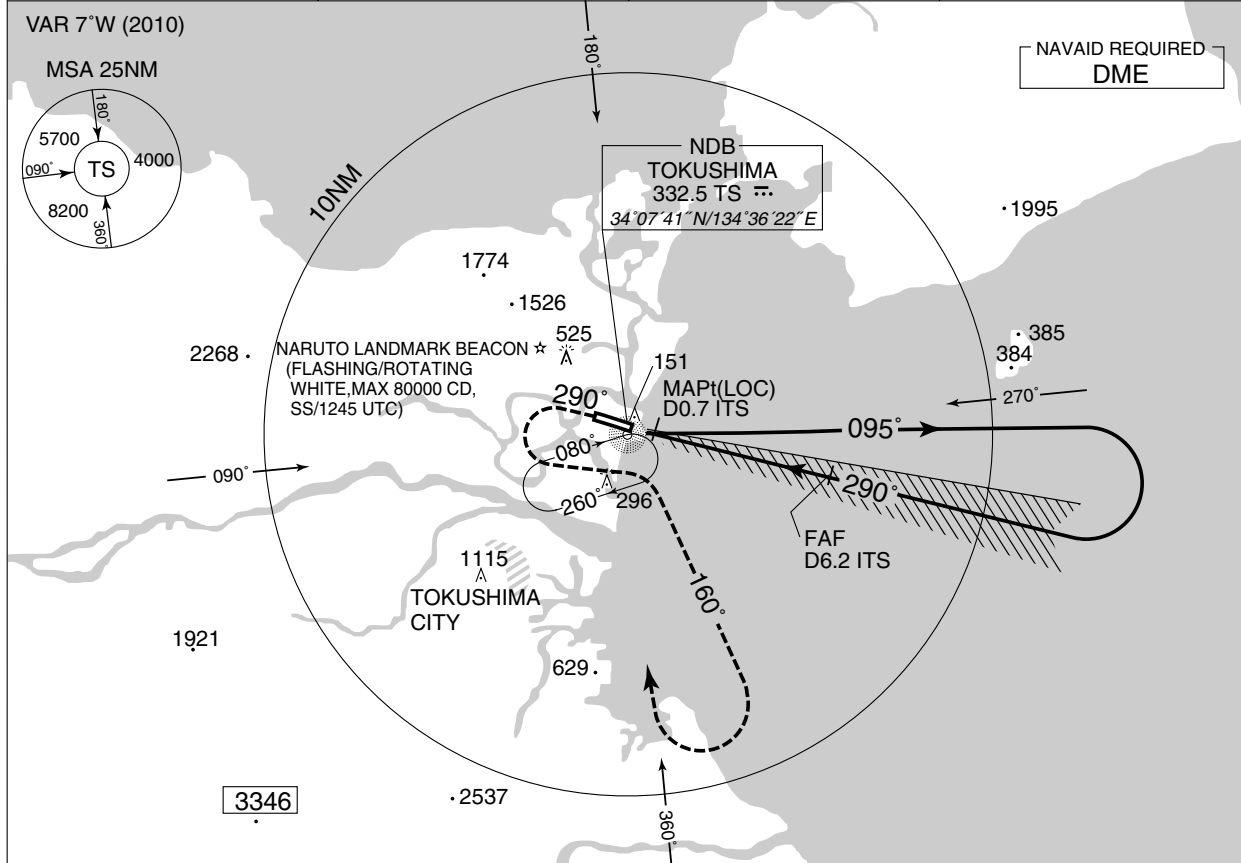 VAR 7°W (2010)
MSA 25NM
180°
5700
4000
090°
TS
8200
360°
180°
NAVAID REQUIRED
DME
10NM
NDB
TOKUSHIMA
332.5 TS
34°07´41˝N/134°36´22˝E
1995
1774
1526
525
385
384
2268
NARUTO LANDMARK BEACON
(FLASHING/ROTATING
WHITE,MAX 80000 CD,
SS/1245 UTC)
151
MAPt(LOC)
D0.7 ITS
290°
270°
095°
080°
090°
290°
260°
296
FAF
D6.2 ITS
1115
TOKUSHIMA
CITY
160°
1921
629
3346
2537
360°